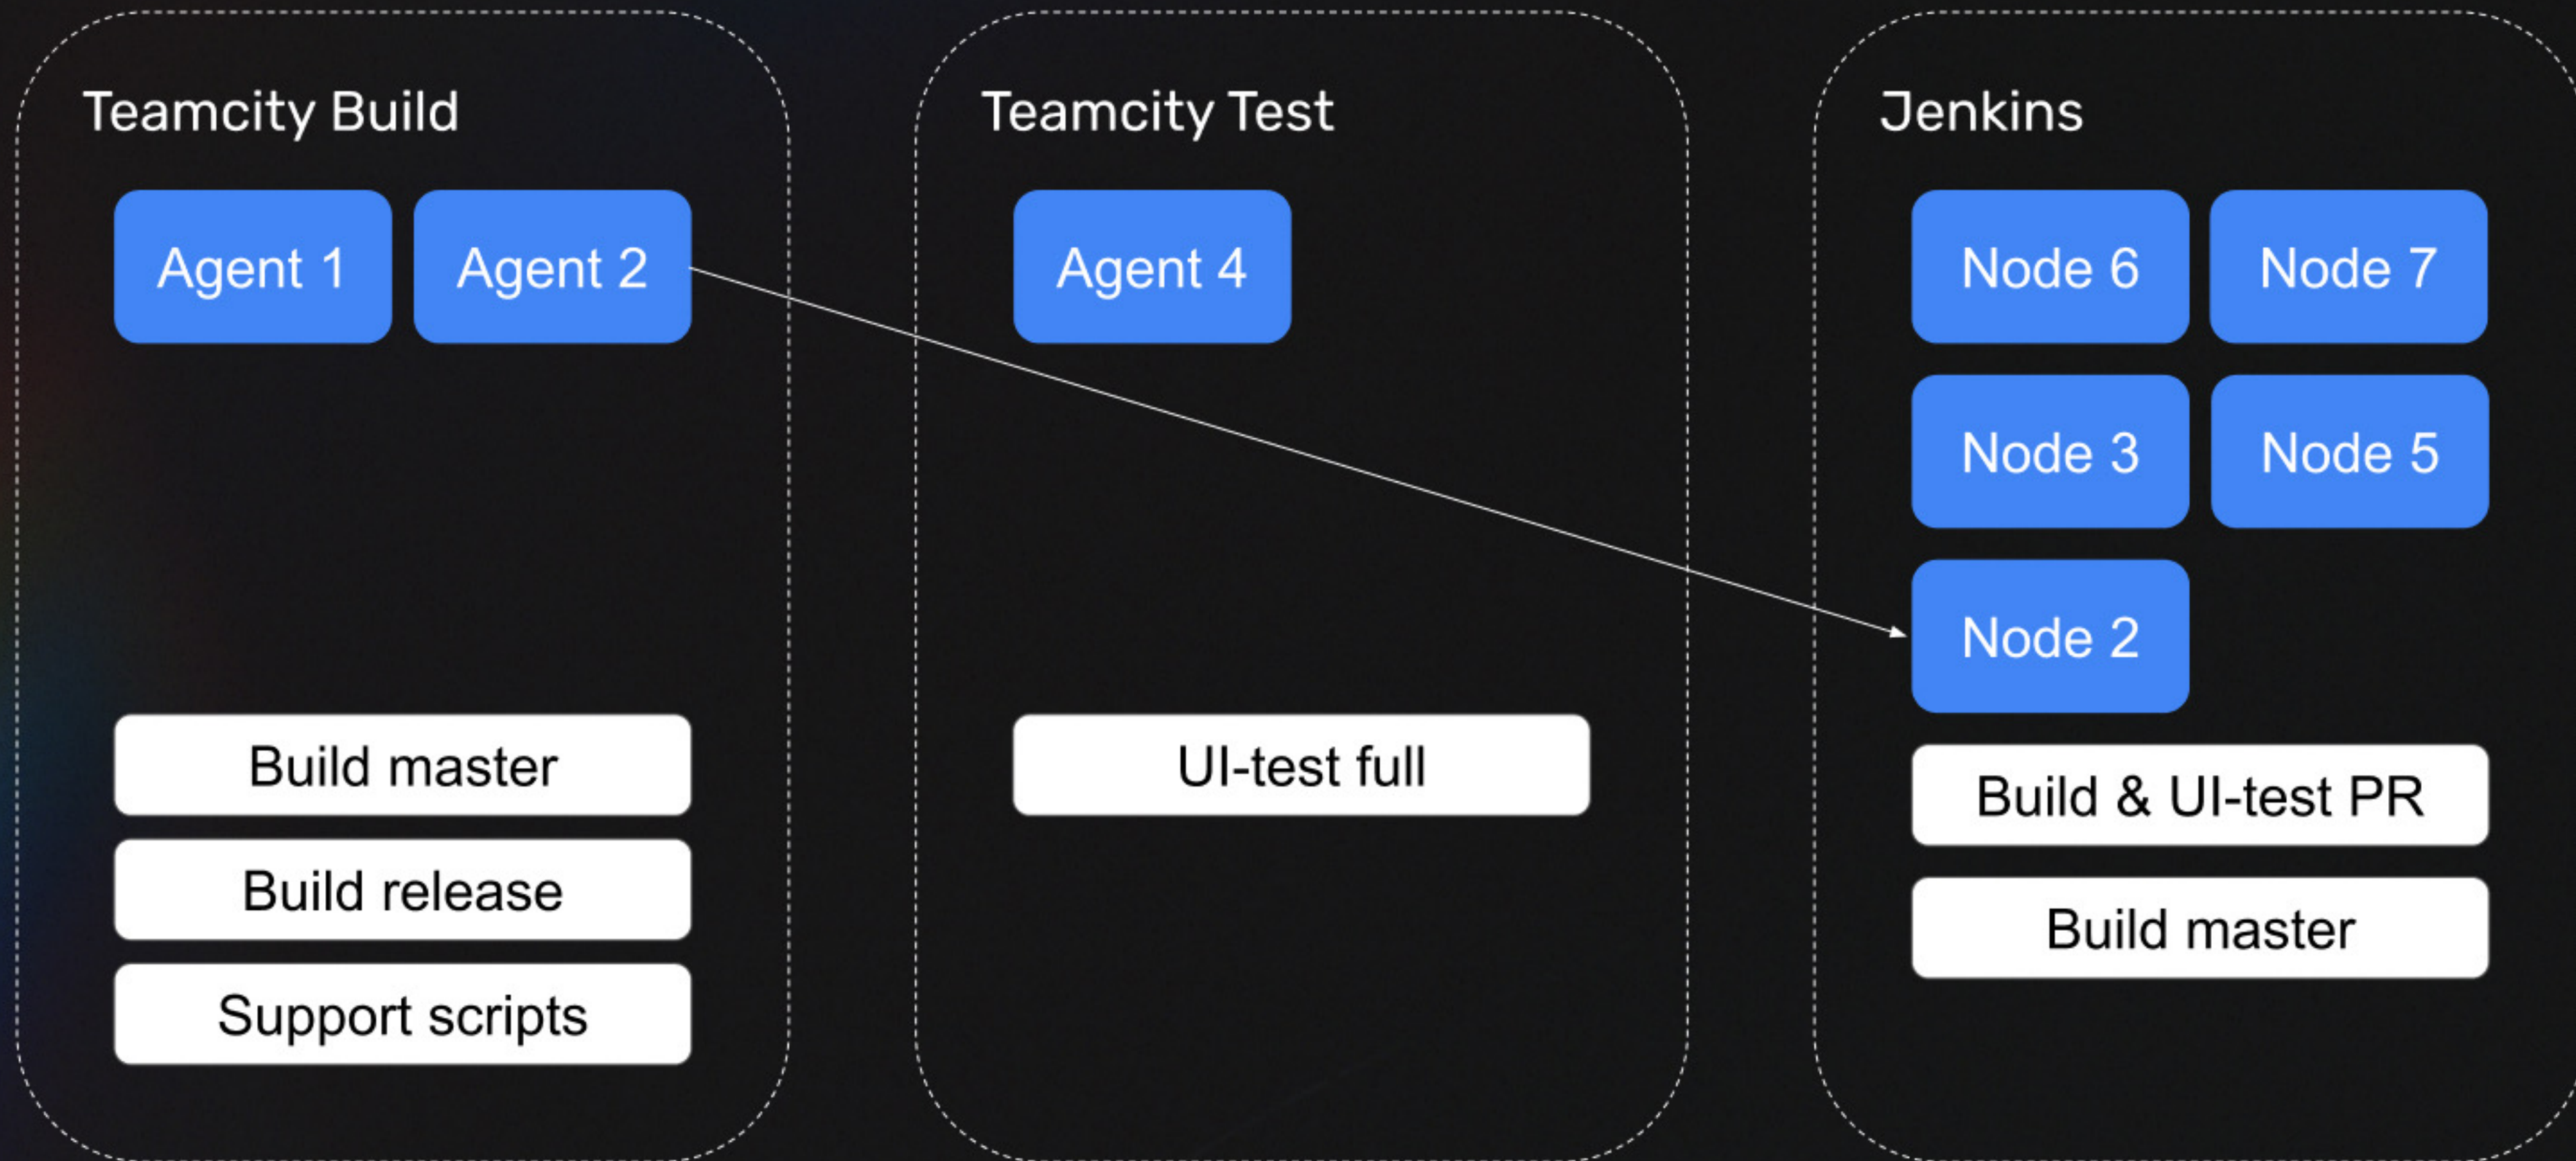 Teamcity Build
Agent 1
Agent 2
Build master
Build release
Support scripts
Teamcity Test
Agent 4
UI-test full
Jenkins
Node 6
Node 7
Node 3
Node 5
Node 2
Build & UI-test PR
Build master